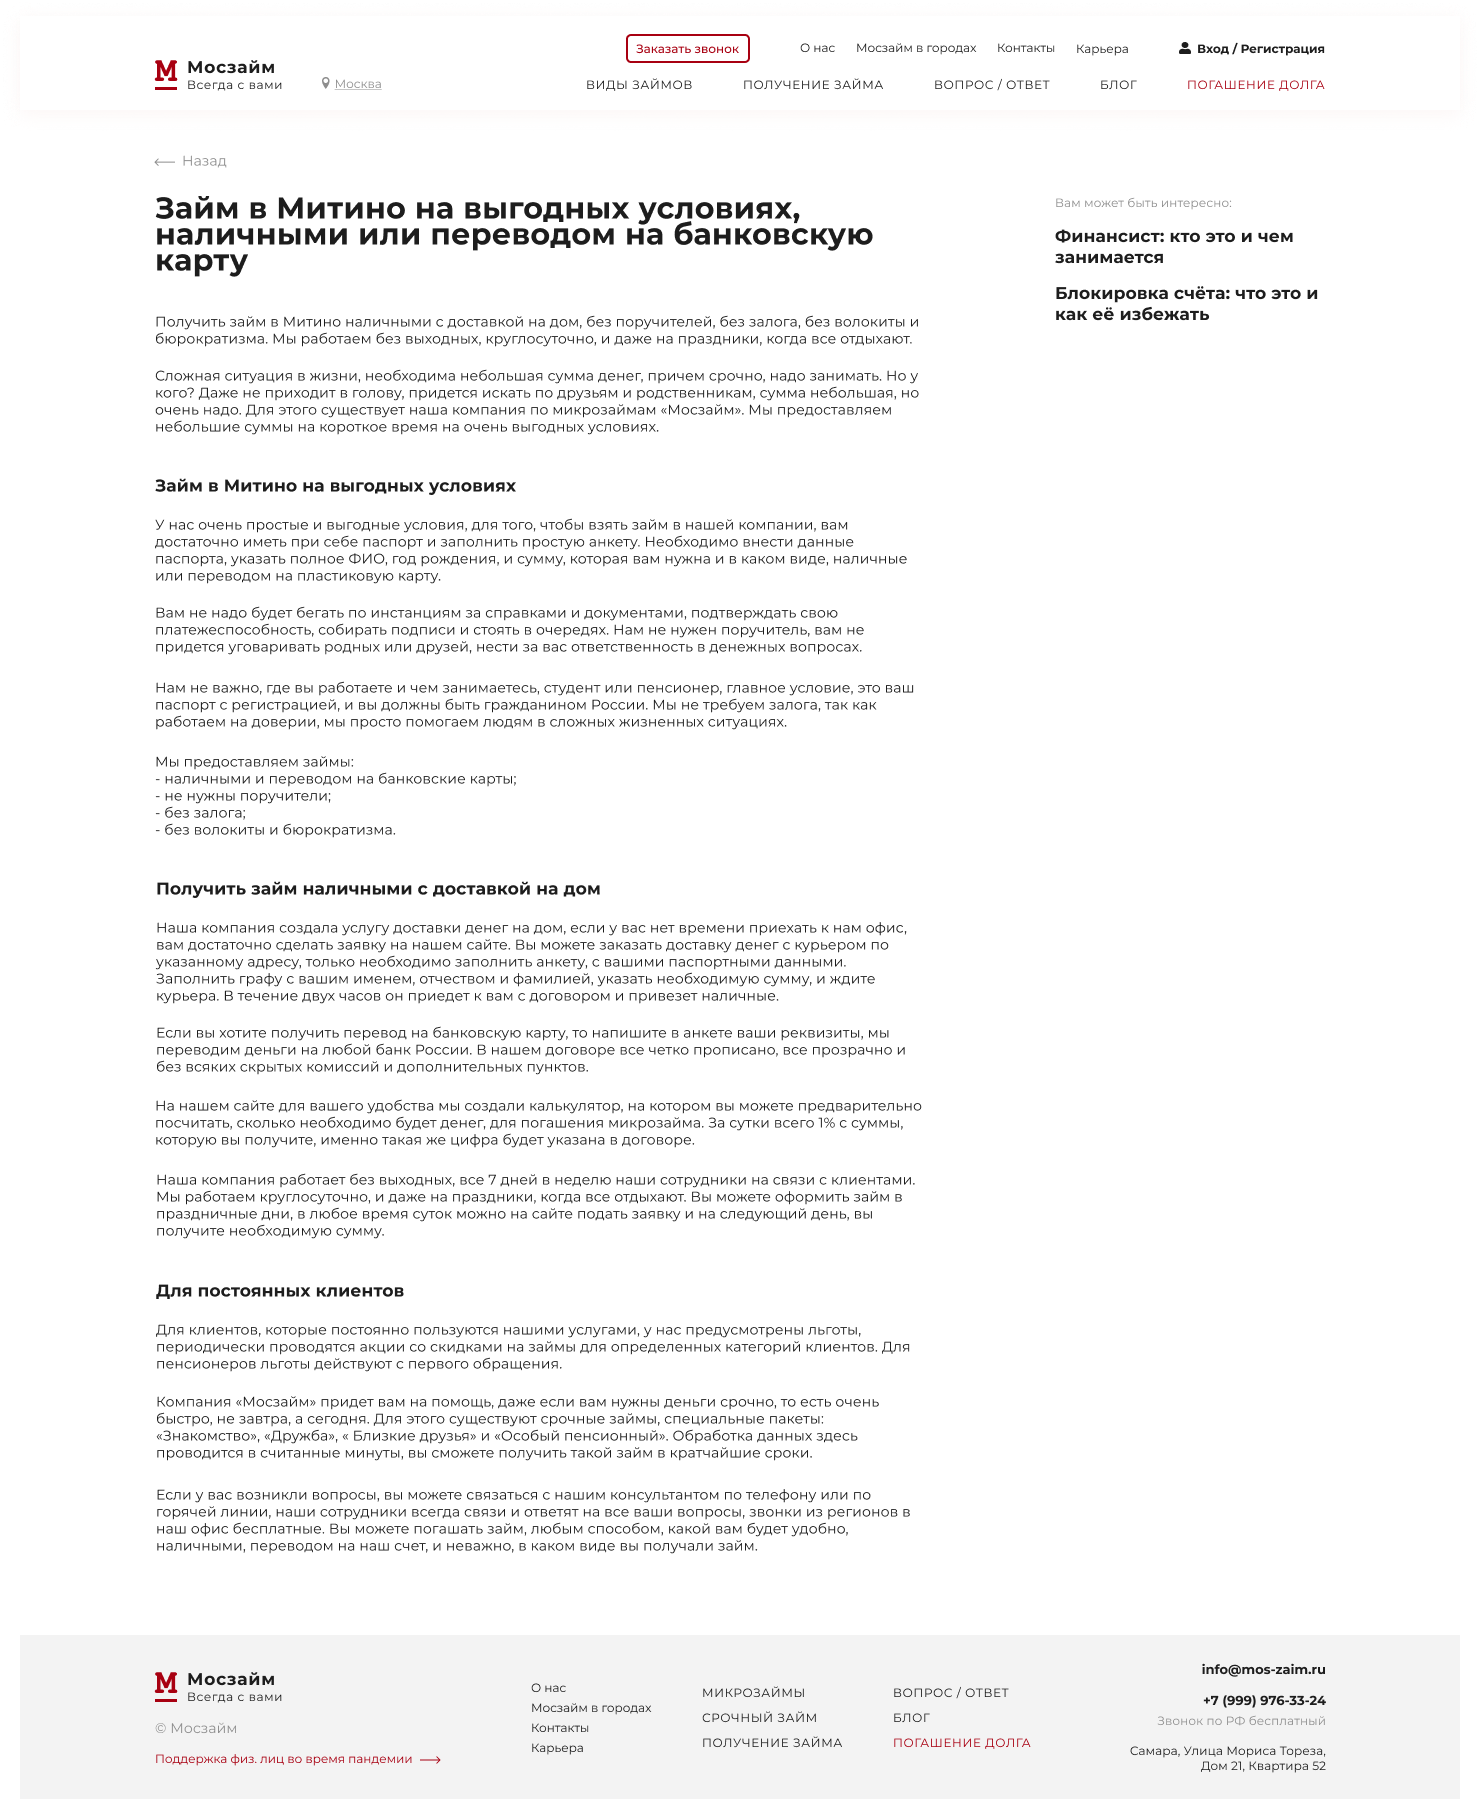 Мосзайм
Всегда с вами
Москва
Заказать звонок
О нас
Мосзайм в городах
Контакты
Карьера
Вход / Регистрация
ВИДЫ ЗАЙМОВ
ПОЛУЧЕНИЕ ЗАЙМА
ВОПРОС / ОТВЕТ
БЛОГ
ПОГАШЕНИЕ ДОЛГА
Назад
Займ в Митино на выгодных условиях,
наличными или переводом на банковскую
карту
Получить займ в Митино наличными с доставкой на дом, без поручителей, без залога, без волокиты и
бюрократизма. Мы работаем без выходных, круглосуточно, и даже на праздники, когда все отдыхают.
Сложная ситуация в жизни, необходима небольшая сумма денег, причем срочно, надо занимать. Но у
кого? Даже не приходит в голову, придется искать по друзьям и родственникам, сумма небольшая, но
очень надо. Для этого существует наша компания по микрозаймам «Мосзайм». Мы предоставляем
небольшие суммы на короткое время на очень выгодных условиях.
Займ в Митино на выгодных условиях
У нас очень простые и выгодные условия, для того, чтобы взять займ в нашей компании, вам
достаточно иметь при себе паспорт и заполнить простую анкету. Необходимо внести данные
паспорта, указать полное ФИО, год рождения, и сумму, которая вам нужна и в каком виде, наличные
или переводом на пластиковую карту.
Вам не надо будет бегать по инстанциям за справками и документами, подтверждать свою
платежеспособность, собирать подписи и стоять в очередях. Нам не нужен поручитель, вам не
придется уговаривать родных или друзей, нести за вас ответственность в денежных вопросах.
Нам не важно, где вы работаете и чем занимаетесь, студент или пенсионер, главное условие, это ваш
паспорт с регистрацией, и вы должны быть гражданином России. Мы не требуем залога, так как
работаем на доверии, мы просто помогаем людям в сложных жизненных ситуациях.
Мы предоставляем займы:
- наличными и переводом на банковские карты;
- не нужны поручители;
- без залога;
- без волокиты и бюрократизма.
Получить займ наличными с доставкой на дом
Наша компания создала услугу доставки денег на дом, если у вас нет времени приехать к нам офис,
вам достаточно сделать заявку на нашем сайте. Вы можете заказать доставку денег с курьером по
указанному адресу, только необходимо заполнить анкету, с вашими паспортными данными.
Заполнить графу с вашим именем, отчеством и фамилией, указать необходимую сумму, и ждите
курьера. В течение двух часов он приедет к вам с договором и привезет наличные.
Если вы хотите получить перевод на банковскую карту, то напишите в анкете ваши реквизиты, мы
переводим деньги на любой банк России. В нашем договоре все четко прописано, все прозрачно и
без всяких скрытых комиссий и дополнительных пунктов.
На нашем сайте для вашего удобства мы создали калькулятор, на котором вы можете предварительно
посчитать, сколько необходимо будет денег, для погашения микрозайма. За сутки всего 1% с суммы,
которую вы получите, именно такая же цифра будет указана в договоре.
Наша компания работает без выходных, все 7 дней в неделю наши сотрудники на связи с клиентами.
Мы работаем круглосуточно, и даже на праздники, когда все отдыхают. Вы можете оформить займ в
праздничные дни, в любое время суток можно на сайте подать заявку и на следующий день, вы
получите необходимую сумму.
Для постоянных клиентов
Для клиентов, которые постоянно пользуются нашими услугами, у нас предусмотрены льготы,
периодически проводятся акции со скидками на займы для определенных категорий клиентов. Для
пенсионеров льготы действуют с первого обращения.
Компания «Мосзайм» придет вам на помощь, даже если вам нужны деньги срочно, то есть очень
быстро, не завтра, а сегодня. Для этого существуют срочные займы, специальные пакеты:
«Знакомство», «Дружба», « Близкие друзья» и «Особый пенсионный». Обработка данных здесь
проводится в считанные минуты, вы сможете получить такой займ в кратчайшие сроки.
Если у вас возникли вопросы, вы можете связаться с нашим консультантом по телефону или по
горячей линии, наши сотрудники всегда связи и ответят на все ваши вопросы, звонки из регионов в
наш офис бесплатные. Вы можете погашать займ, любым способом, какой вам будет удобно,
наличными, переводом на наш счет, и неважно, в каком виде вы получали займ.
Вам может быть интересно:
Финансист: кто это и чем
занимается
Блокировка счёта: что это и
как её избежать
Мосзайм
Всегда с вами
© Мосзайм
Поддержка физ. лиц во время пандемии
О нас
Мосзайм в городах
Контакты
Карьера
МИКРОЗАЙМЫ
СРОЧНЫЙ ЗАЙМ
ПОЛУЧЕНИЕ ЗАЙМА
ВОПРОС / ОТВЕТ
БЛОГ
ПОГАШЕНИЕ ДОЛГА
info@mos-zaim.ru
+7 (999) 976-33-24
Звонок по РФ бесплатный
Самара, Улица Мориса Тореза,
Дом 21, Квартира 52